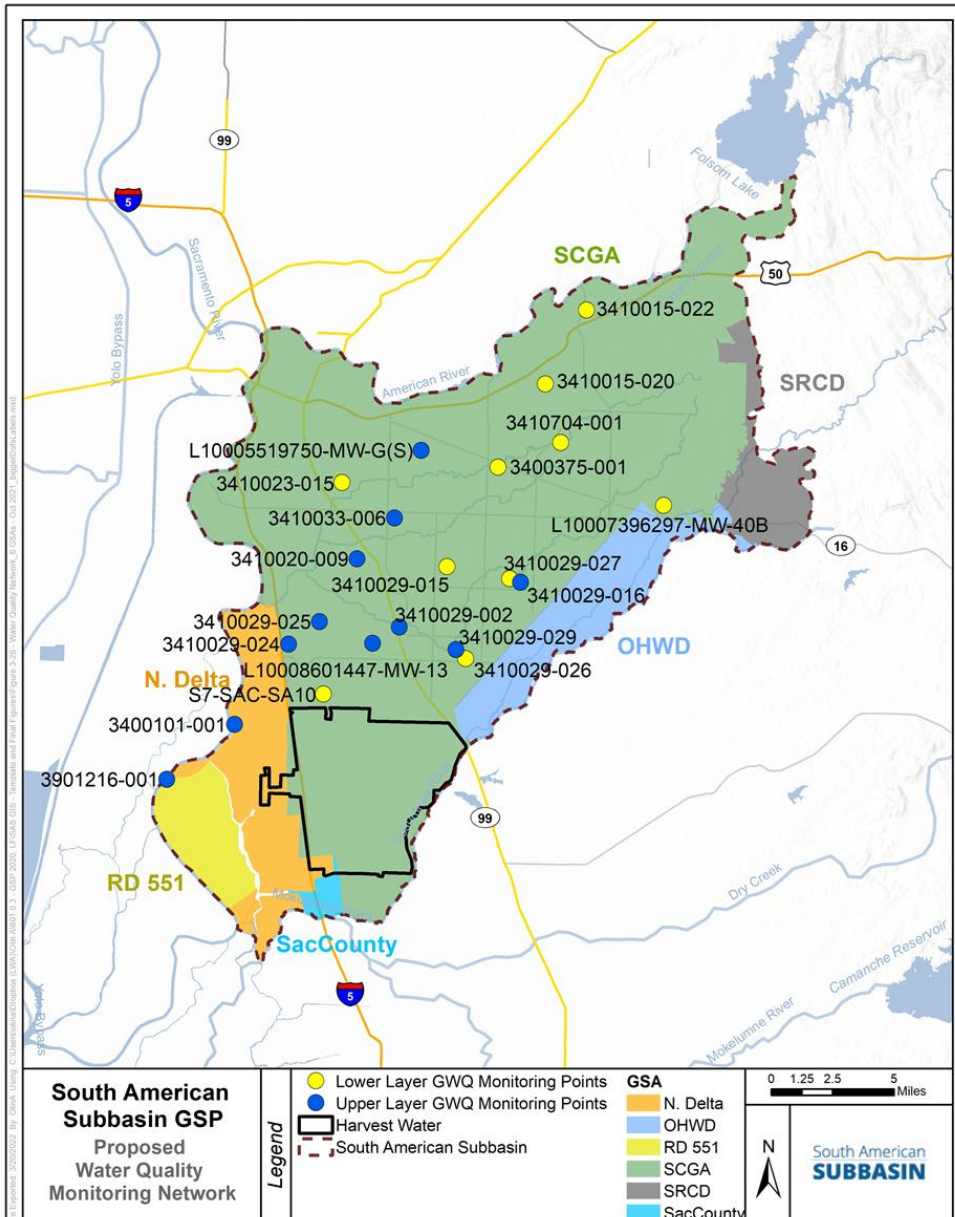 99
5
Folsom Lake
SCGA
50
Sacramento River
3410015-022
Yolo Bypass
American River
3410015-020
SRCD
3410704-001
L10005519750-MW-G(S)
3400375-001
3410023-015
3410033-006
L10007396297-MW-40B
16
3410020-009
3410029-027
3410029-015
3410029-016
3410029-002
3410029-025
3410029-029
3410029-024
OHWD
L10008601447-MW-13
3410029-026
N. Delta
S7-SAC-SA10
3400101-001
3901216-001
99
RD 551
Dry Creek
SacCounty
Camanche Reservoir
5
Yolo Bypass
Mokelumne River
South American
Subbasin GSP
Proposed
Water Quality
Monitoring Network
Legend
Lower Layer GWQ Monitoring Points
Upper Layer GWQ Monitoring Points
Harvest Water
South American Subbasin
GSA
N. Delta
OHWD
RD 551
SCGA
SRCD
SacCounty
0 1.25 2.5 5
Miles
N
South American
SUBBASIN